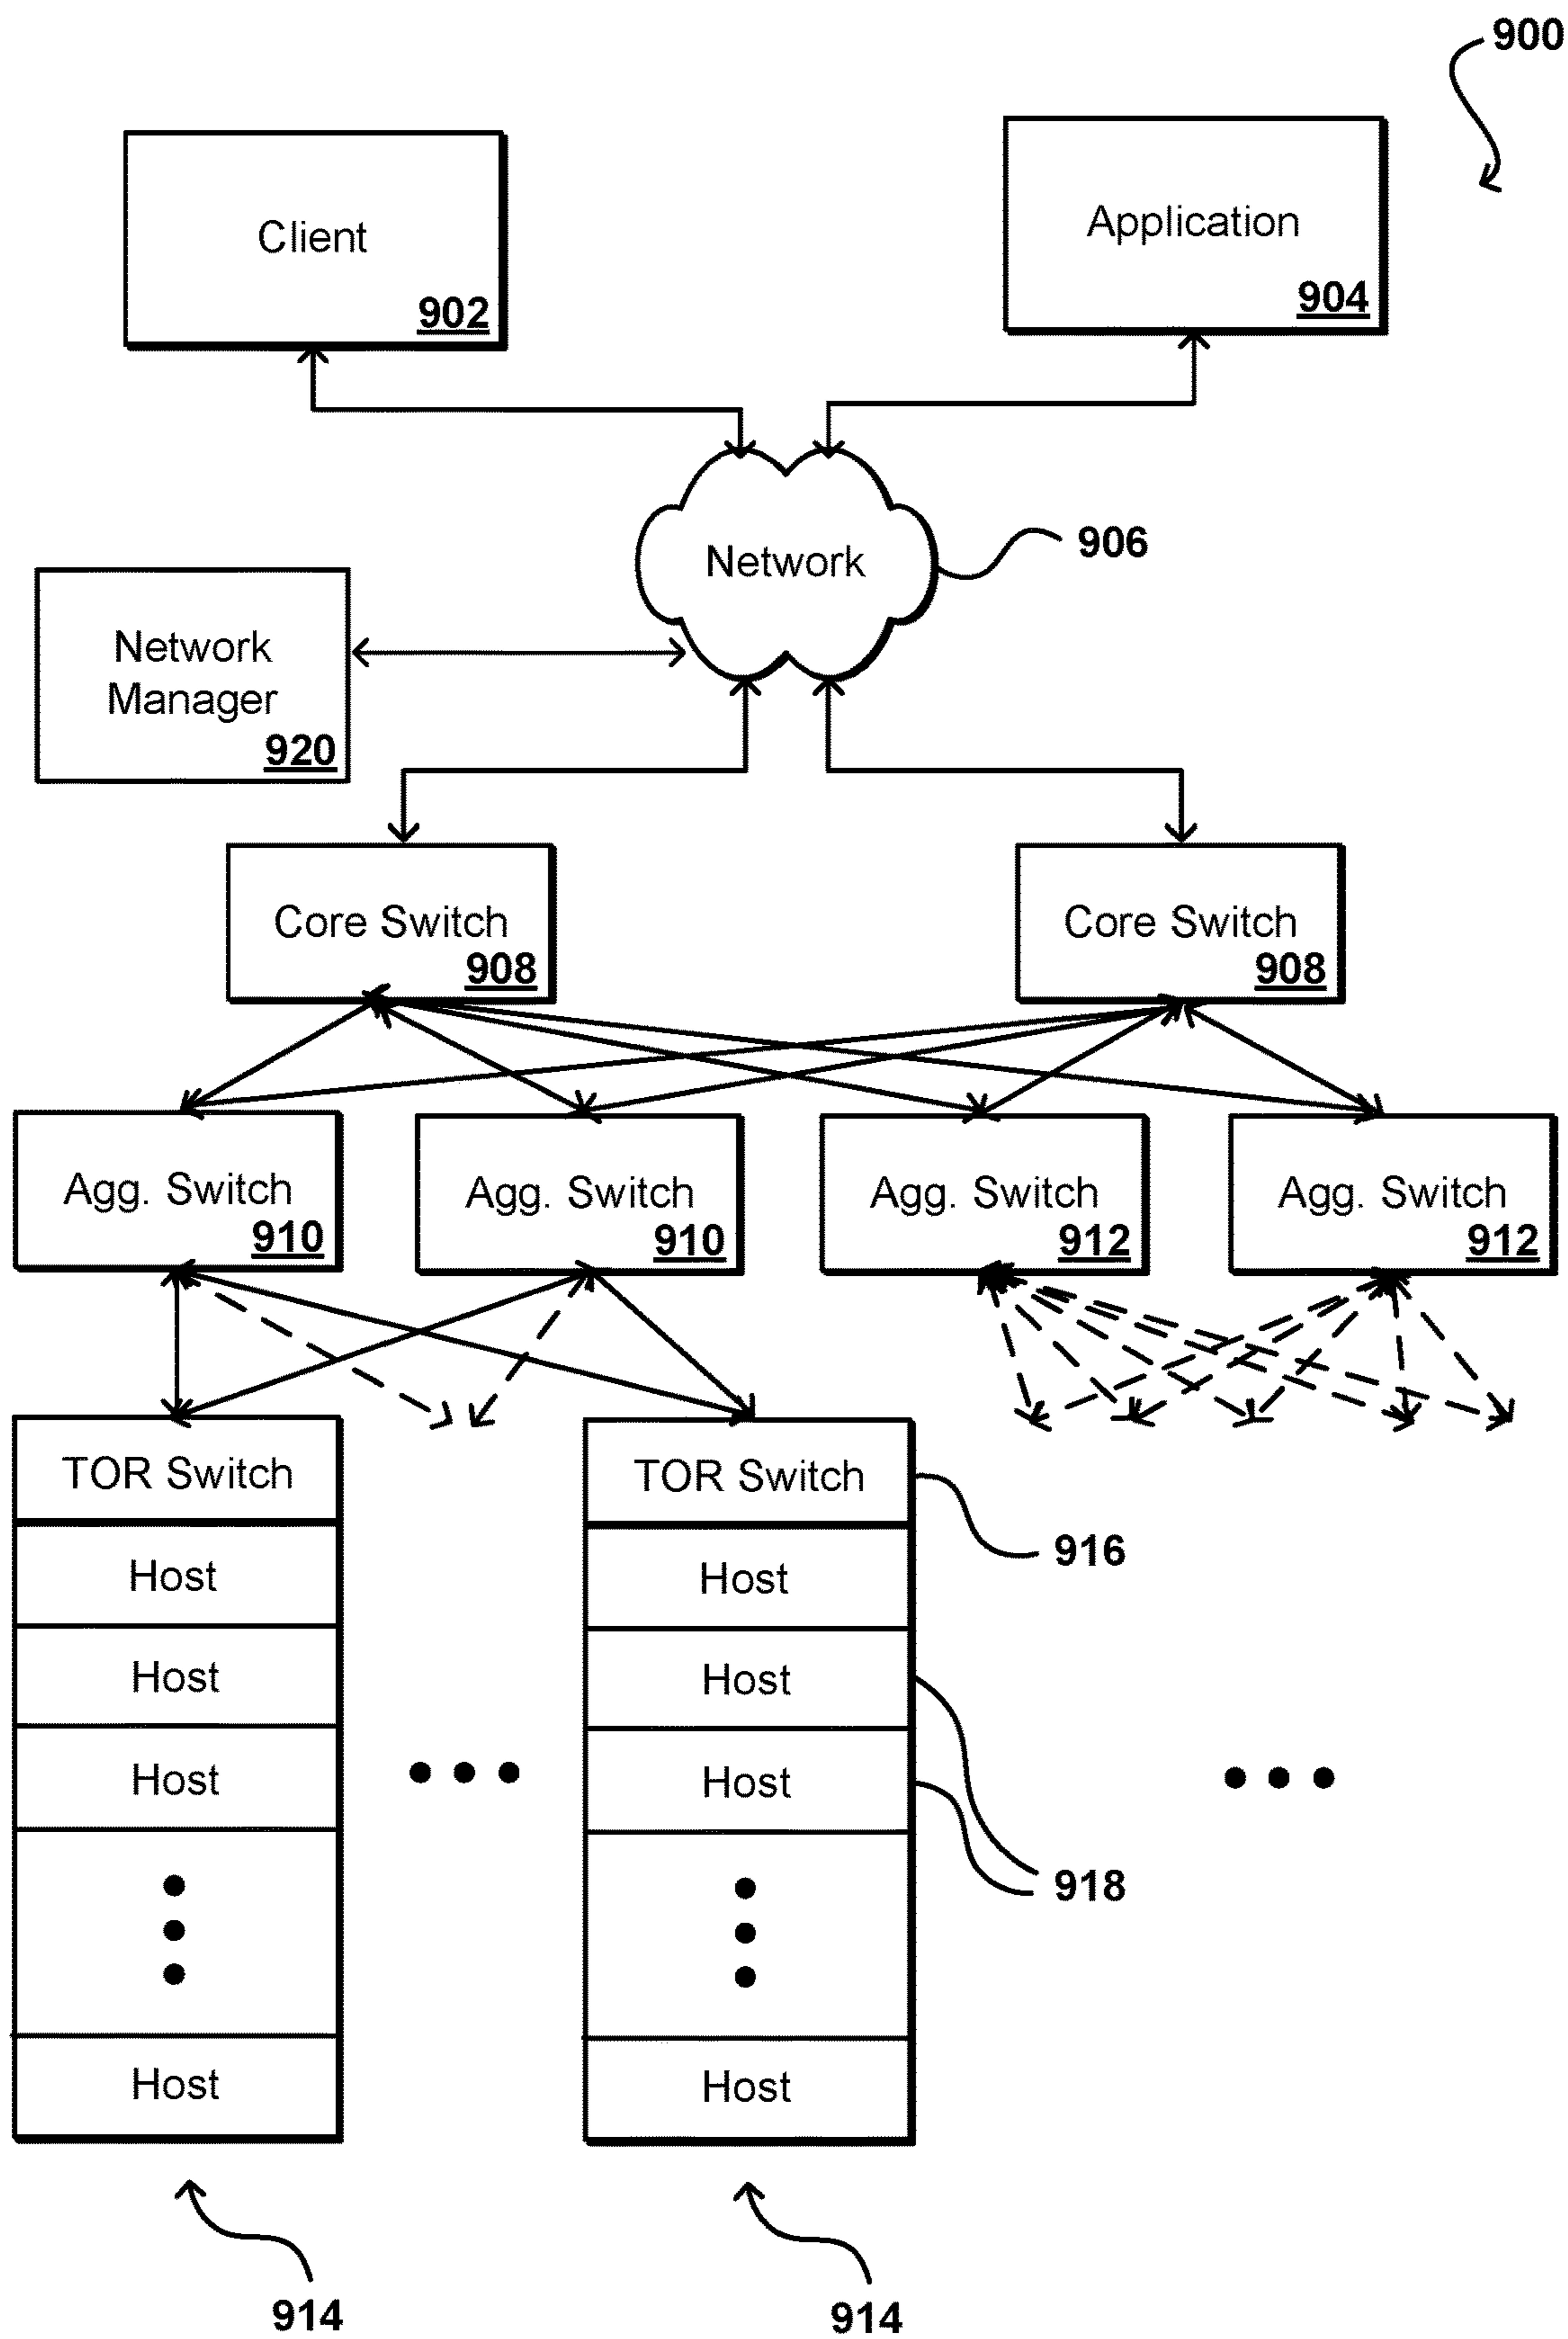 900
Client
902
Application
904
Network
906
Network
Manager
920
Core Switch
908
Core Switch
908
Agg. Switch
910
Agg. Switch
910
Agg. Switch
912
Agg. Switch
912
TOR Switch
Host
Host
Host
Host
TOR Switch
916
Host
Host
Host
918
Host
914
914